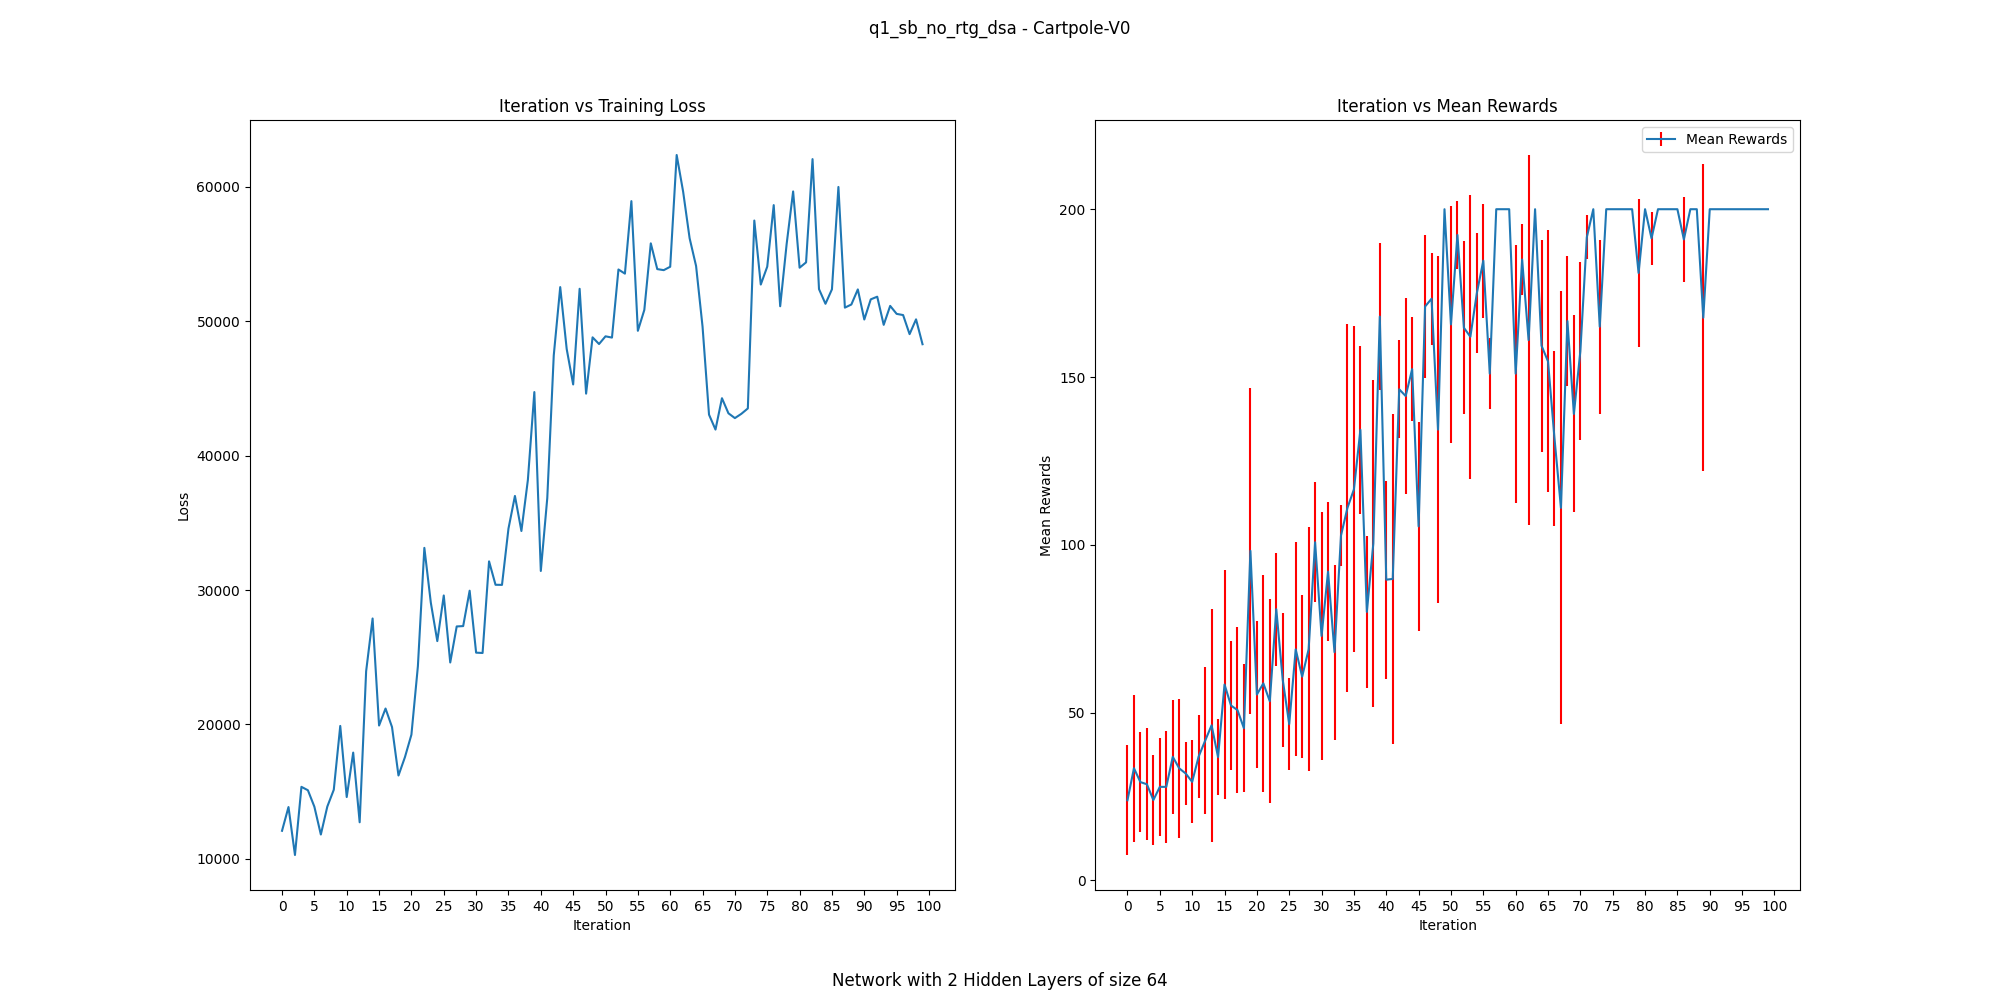 q1_sb_no_rtg_dsa - Cartpole-V0
Iteration vs Training Loss
60000
50000
40000
30000
20000
10000
Loss
0 5 10 15 20 25 30 35 40 45 50 55 60 65 70 75 80 85 90 95 100
Iteration
Iteration vs Mean Rewards
Mean Rewards
200
150
100
50
0
Mean Rewards
0 5 10 15 20 25 30 35 40 45 50 55 60 65 70 75 80 85 90 95 100
Iteration
Network with 2 Hidden Layers of size 64